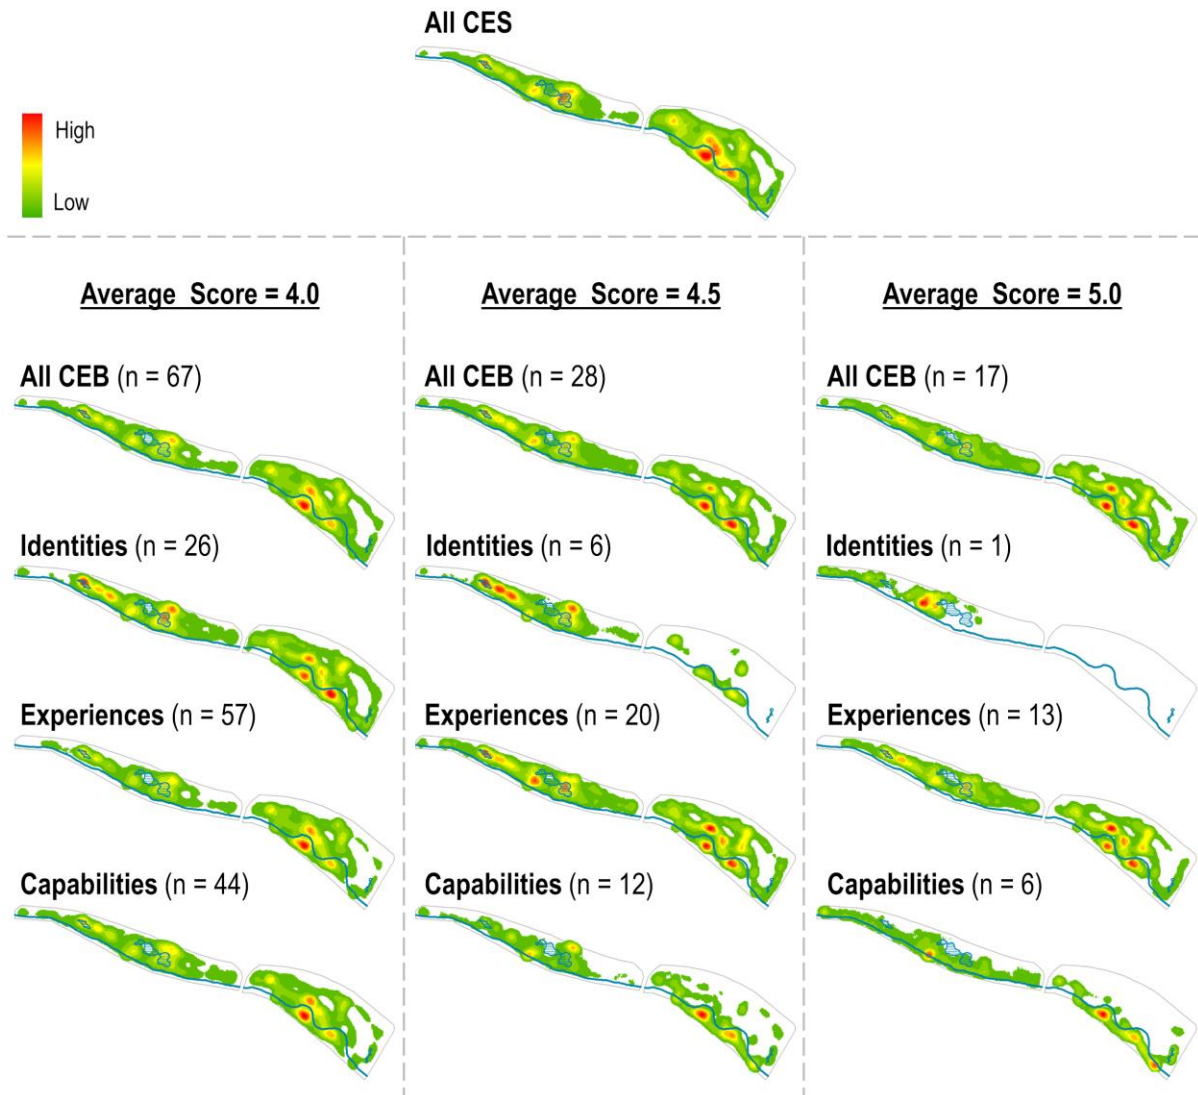 All CES
High
Low
Average Score = 4.0
Average Score = 4.5
Average Score = 5.0
All CEB (n = 67)
All CEB (n = 28)
All CEB (n = 17)
Identities (n = 26)
Identities (n = 6)
Identities (n = 1)
Experiences (n = 57)
Experiences (n = 20)
Experiences (n = 13)
Capabilities (n = 44)
Capabilities (n = 12)
Capabilities (n = 6)